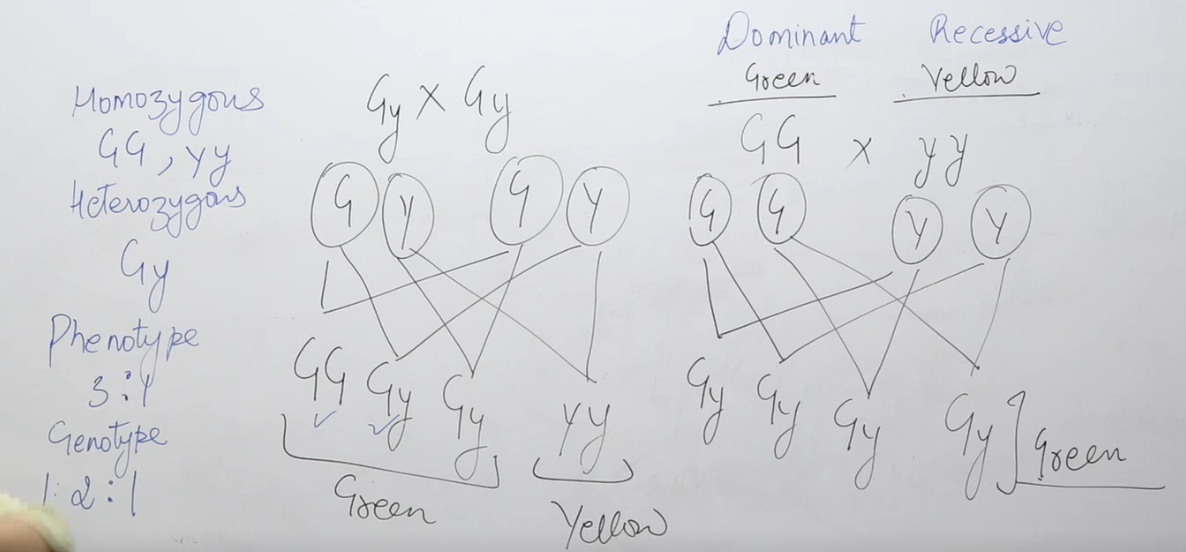 Homozygous
GG, yy
Heterozygous
Gy
Phenotype
3:1
Genotype
1:2:1
Gy x Gy
G y G y
GG Gy Gy yy
Green Yellow
Dominant Recessive
Green Yellow
GG x yy
G G y y
Gy Gy Gy Gy
Green